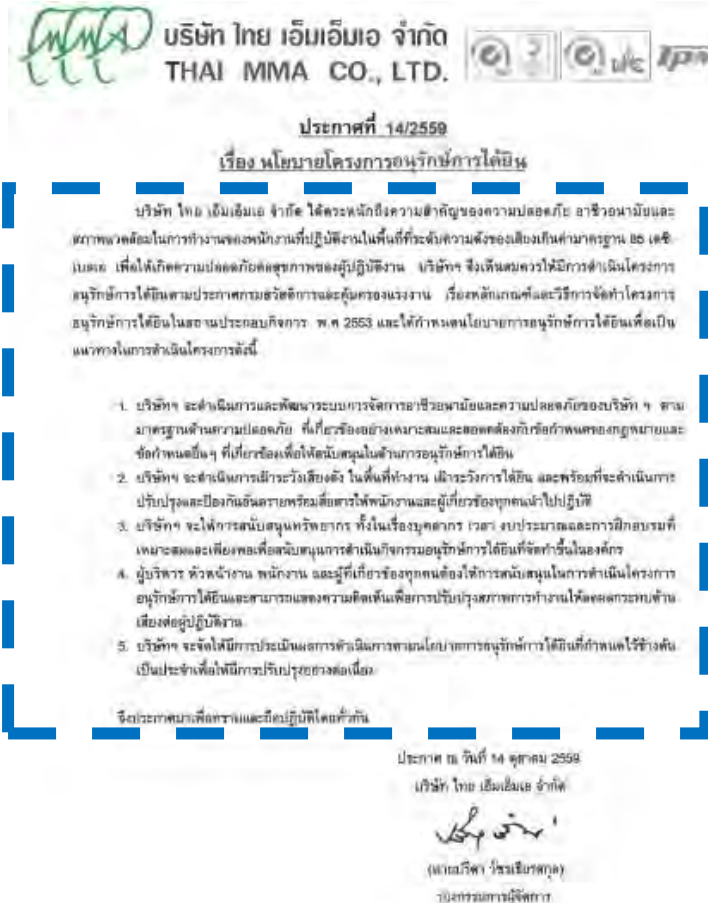 บริษัท ไทย เอ็มเอ็มเอ จำกัด
THAI MMA CO., LTD.
ประกาศที่ 14/2559
เรื่อง นโยบายโครงการอนุรักษ์การได้ยิน
บริษัท ไทย เอ็มเอ็มเอ จำกัด ได้ตระหนักถึงความสำคัญของความปลอดภัย อาชีวอนามัยและ
สภาพแวดล้อมในการทำงานของพนักงานที่ปฏิบัติงานในพื้นที่ที่ระดับความดังของเสียงเกินค่ามาตรฐาน 85 เดซิ-
เบลเอ เพื่อให้เกิดความปลอดภัยต่อสุขภาพของผู้ปฏิบัติงาน บริษัทฯ จึงเห็นสมควรให้มีการดำเนินโครงการ
อนุรักษ์การได้ยินตามประกาศกรมสวัสดิการและคุ้มครองแรงงาน เรื่องหลักเกณฑ์และวิธีการจัดทำโครงการ
อนุรักษ์การได้ยินในสถานประกอบกิจการ พ.ศ 2553 และได้กำหนดนโยบายการอนุรักษ์การได้ยินเพื่อเป็น
แนวทางในการดำเนินโครงการดังนี้
1. บริษัทฯ จะดำเนินการและพัฒนาระบบการจัดการอาชีวอนามัยและความปลอดภัยของบริษัท ฯ ตาม
มาตรฐานด้านความปลอดภัย ที่เกี่ยวข้องอย่างเหมาะสมและสอดคล้องกับข้อกำหนดของกฎหมายและ
ข้อกำหนดอื่นๆ ที่เกี่ยวข้องเพื่อให้สนับสนุนในด้านการอนุรักษ์การได้ยิน
2. บริษัทฯ จะดำเนินการเฝ้าระวังเสียงดัง ในพื้นที่ทำงาน เฝ้าระวังการได้ยิน และพร้อมที่จะดำเนินการ
ปรับปรุงและป้องกันอันตรายพร้อมสื่อสารให้พนักงานและผู้เกี่ยวข้องทุกคนนำไปปฏิบัติ
3. บริษัทฯ จะให้การสนับสนุนทรัพยากร ทั้งในเรื่องบุคลากร เวลา งบประมาณและการฝึกอบรมที่
เหมาะสมและเพียงพอเพื่อสนับสนุนการดำเนินกิจกรรมอนุรักษ์การได้ยินที่จัดทำขึ้นในองค์กร
4. ผู้บริหาร หัวหน้างาน พนักงาน และผู้ที่เกี่ยวข้องทุกคนต้องให้การสนับสนุนในการดำเนินโครงการ
อนุรักษ์การได้ยินและสามารถแสดงความคิดเห็นเพื่อการปรับปรุงสภาพการทำงานให้ลดผลกระทบด้าน
เสียงต่อผู้ปฏิบัติงาน
5. บริษัทฯ จะจัดให้มีการประเมินผลการดำเนินการตามนโยบายการอนุรักษ์การได้ยินที่กำหนดไว้ข้างต้น
เป็นประจำเพื่อให้มีการปรับปรุงอย่างต่อเนื่อง
จึงประกาศมาเพื่อทราบและถือปฏิบัติโดยทั่วกัน
ประกาศ ณ วันที่ 14 ตุลาคม 2559
บริษัท ไทย เอ็มเอ็มเอ จำกัด
รองกรรมการผู้จัดการ